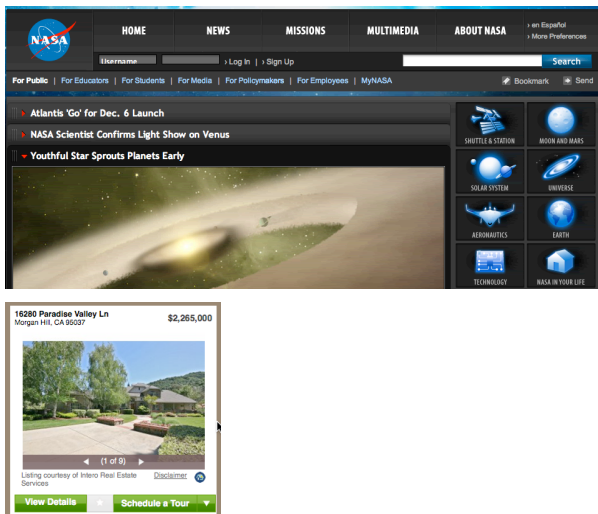 NASA
HOME NEWS MISSIONS MULTIMEDIA ABOUT NASA
› en Español
› More Preferences
Username › Log In | › Sign Up Search
For Public | For Educators | For Students | For Media | For Policymakers | For Employees | MyNASA Bookmark Send
Atlantis 'Go' for Dec. 6 Launch
NASA Scientist Confirms Light Show on Venus
Youthful Star Sprouts Planets Early
SHUTTLE & STATION MOON AND MARS
SOLAR SYSTEM UNIVERSE
AERONAUTICS EARTH
TECHNOLOGY NASA IN YOUR LIFE
16280 Paradise Valley Ln
Morgan Hill, CA 95037
$2,265,000
(1 of 9)
Listing courtesy of Intero Real Estate
Services
Disclaimer
View Details Schedule a Tour